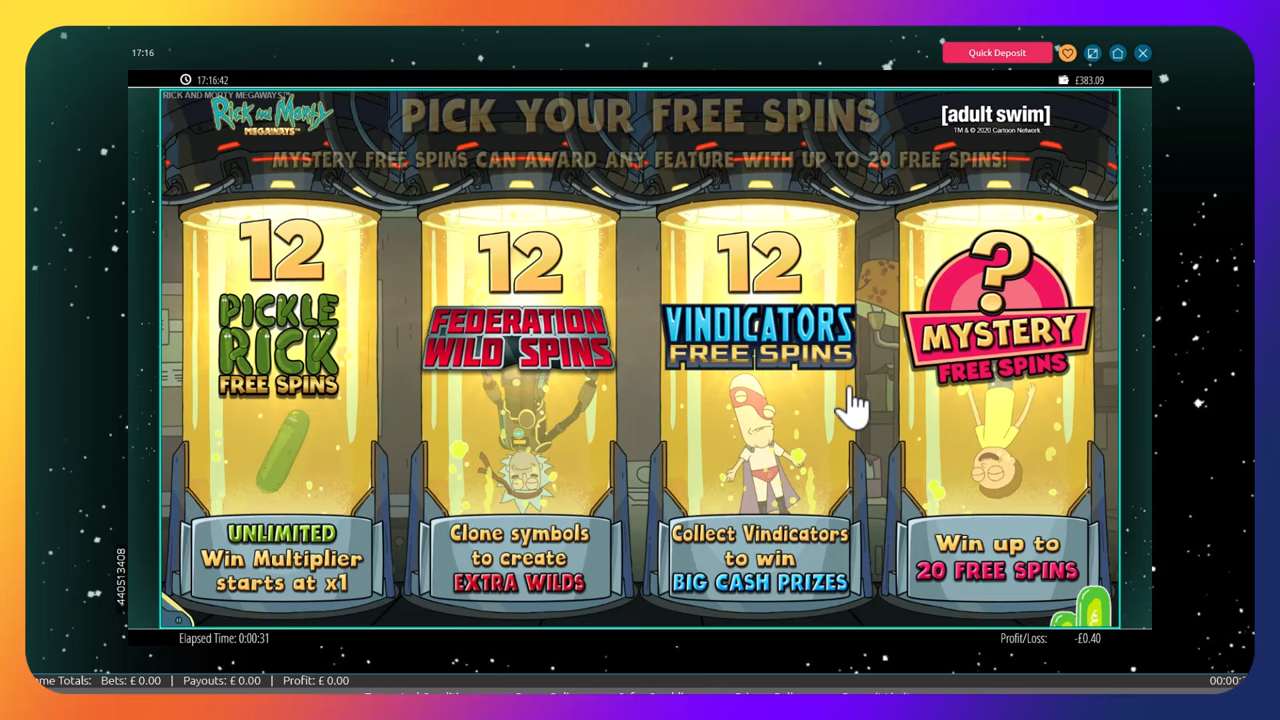 17:16
Quick Deposit
17:16:42
£383.09
RICK AND MORTY MEGAWAYS™
Rick and Morty
MEGAWAYS™
PICK YOUR FREE SPINS
[adult swim]
TM & © 2020 Cartoon Network
MYSTERY FREE SPINS CAN AWARD ANY FEATURE WITH UP TO 20 FREE SPINS!
12
PICKLE
RICK
FREE SPINS
UNLIMITED
Win Multiplier
starts at x1
12
FEDERATION
WILD SPINS
Clone symbols
to create
EXTRA WILDS
12
VINDICATORS
FREE SPINS
Collect Vindicators
to win
BIG CASH PRIZES
?
MYSTERY
FREE SPINS
Win up to
20 FREE SPINS
440513408
Elapsed Time: 0:00:31
Profit/Loss: -£0.40
Totals: Bets: £ 0.00 | Payouts: £ 0.00 | Profit: £ 0.00